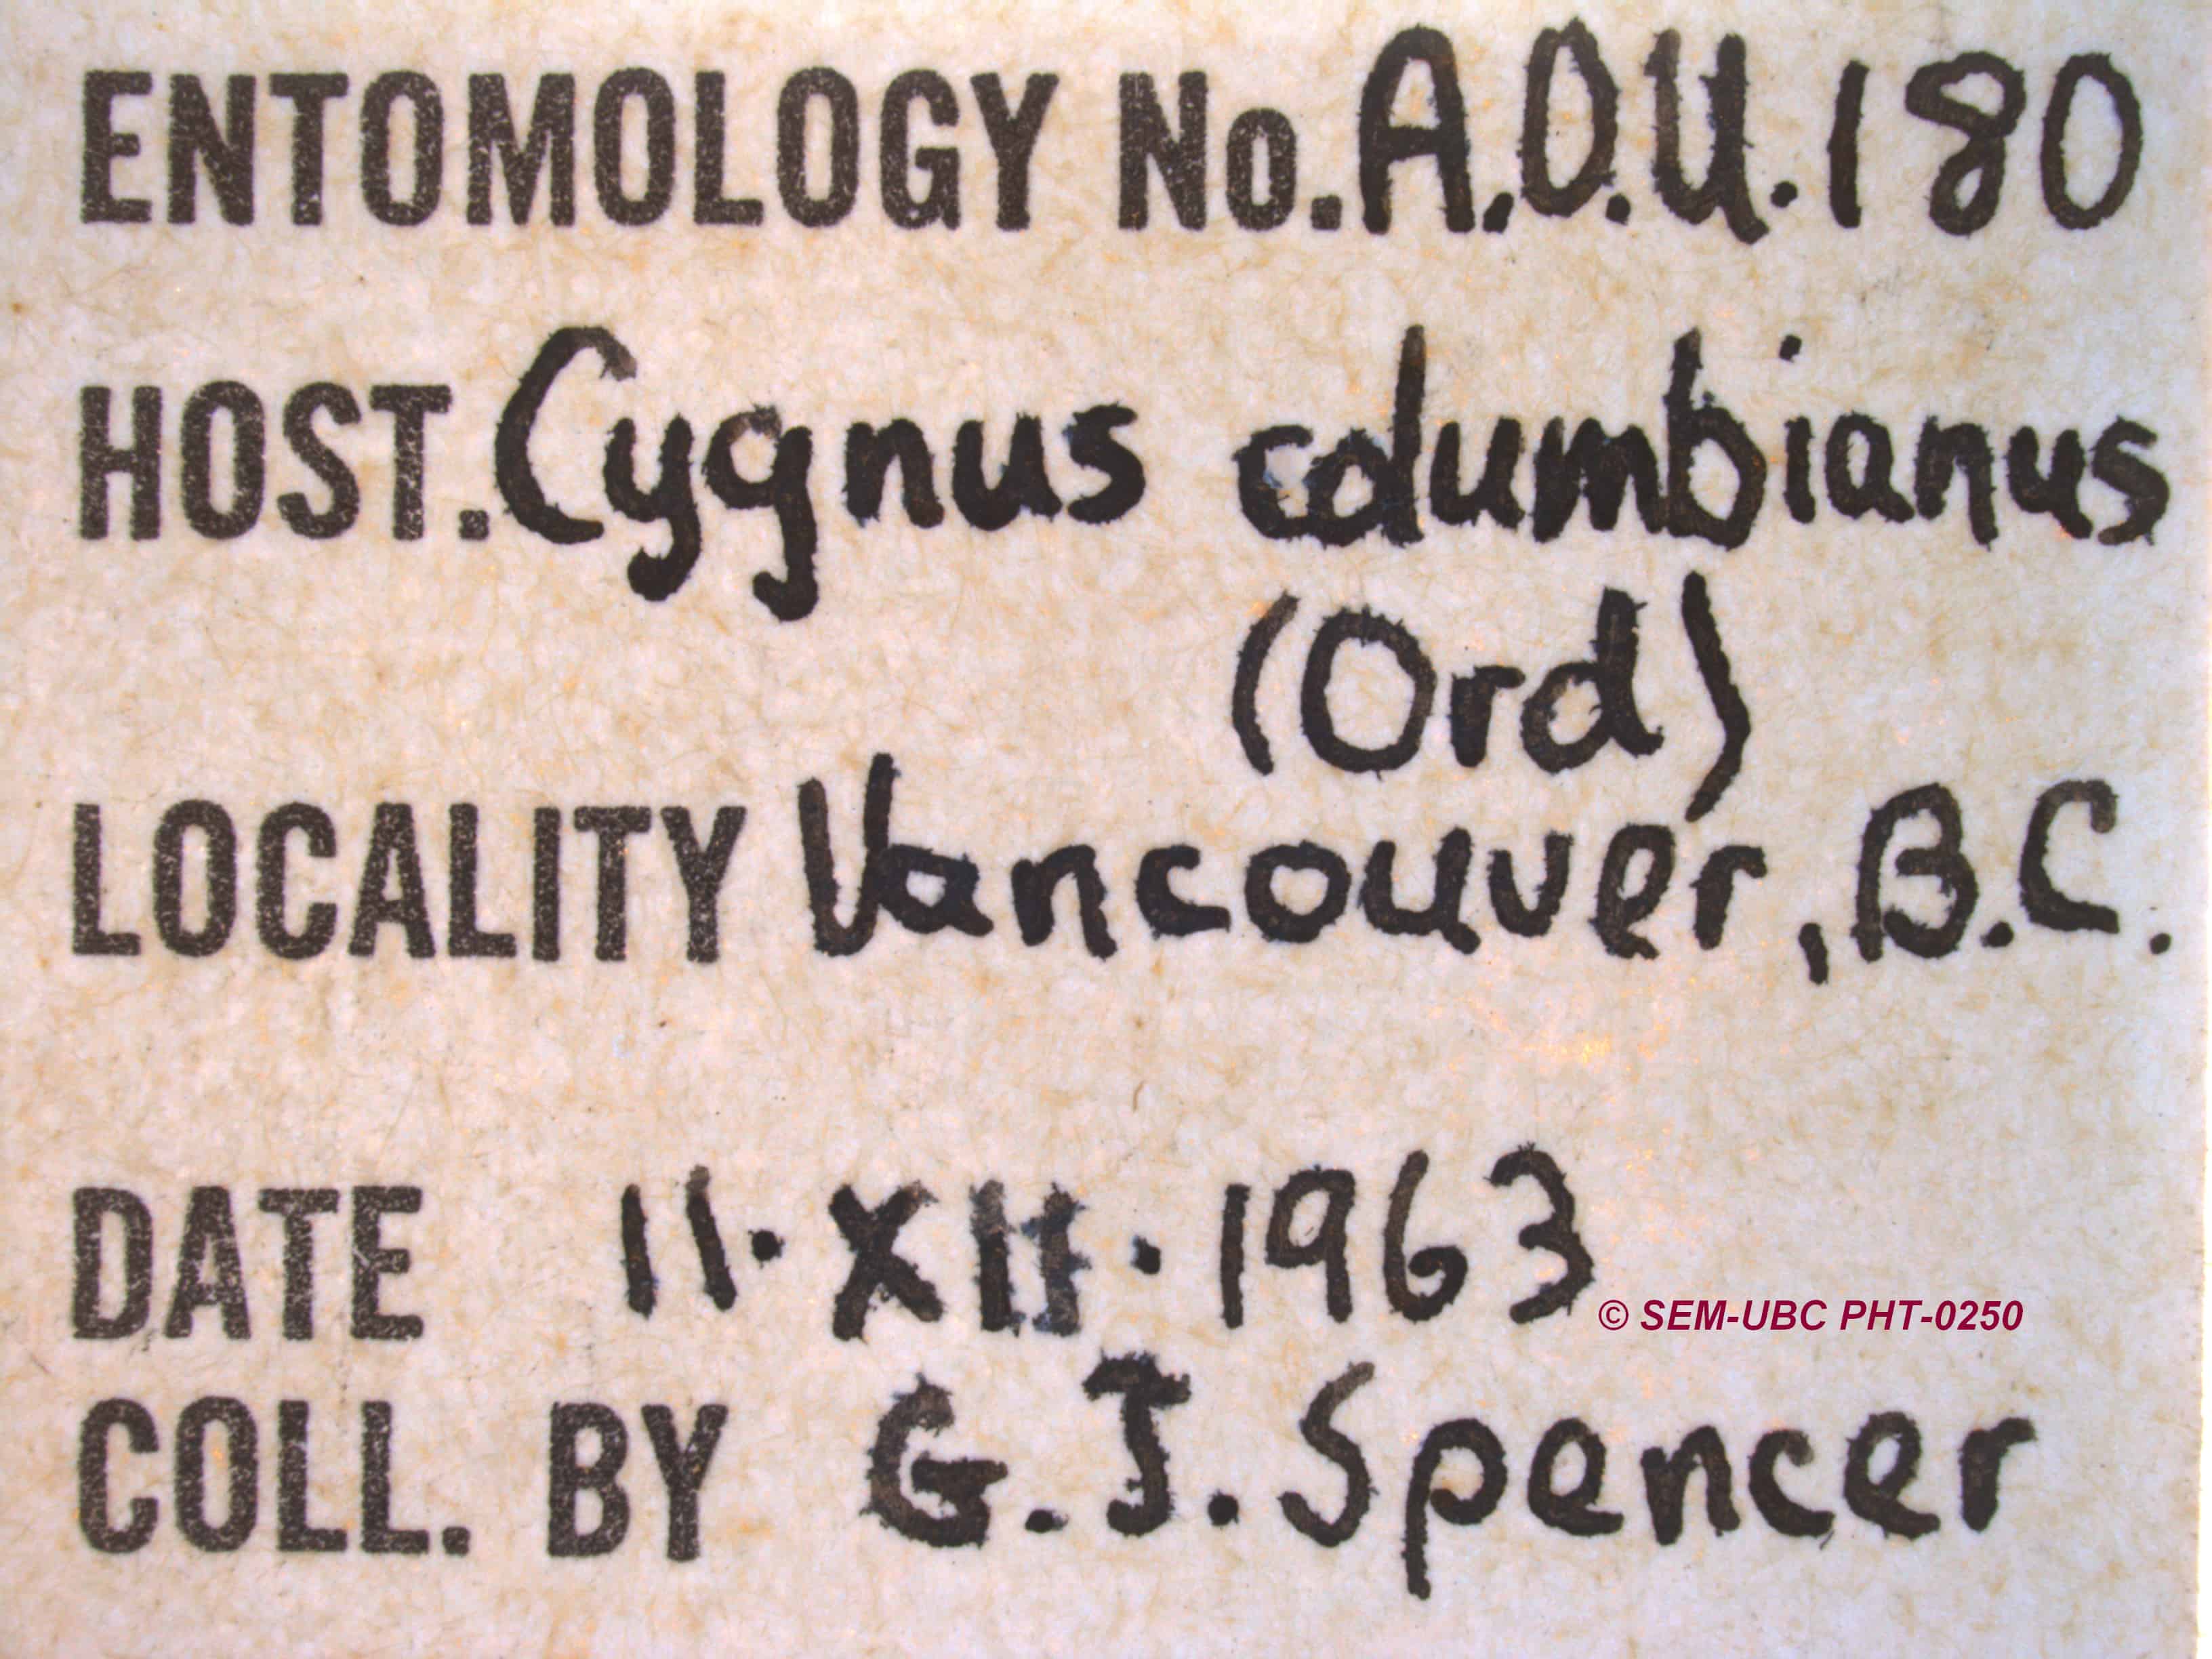 ENTOMOLOGY No. A.O.U. 180
HOST. Cygnus columbianus
(Ord)
LOCALITY Vancouver, B.C.
DATE 11. XII. 1963
© SEM-UBC PHT-0250
COLL. BY G. J. Spencer